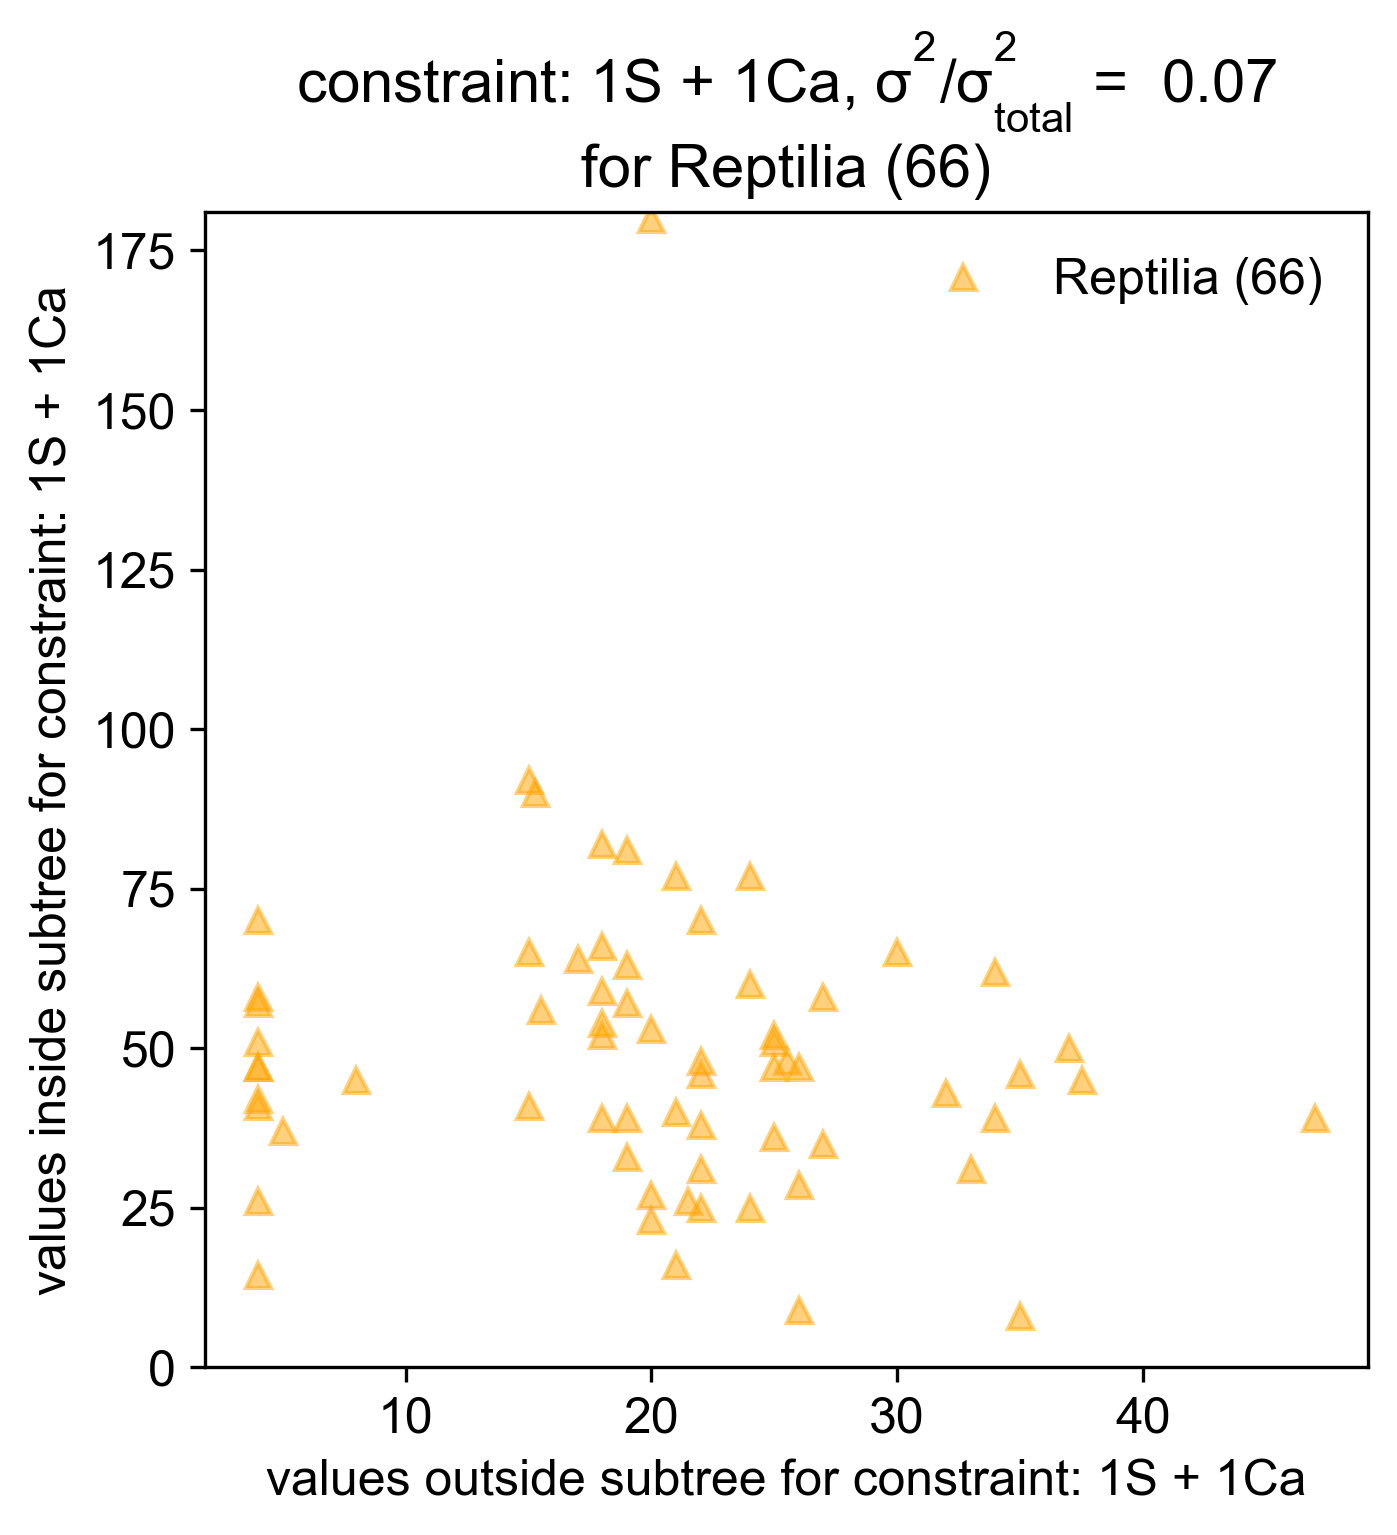 constraint: 1S + 1Ca, σ²/σ²total = 0.07
for Reptilia (66)
Reptilia (66)
values inside subtree for constraint: 1S + 1Ca
175
150
125
100
75
50
25
0
10 20 30 40
values outside subtree for constraint: 1S + 1Ca